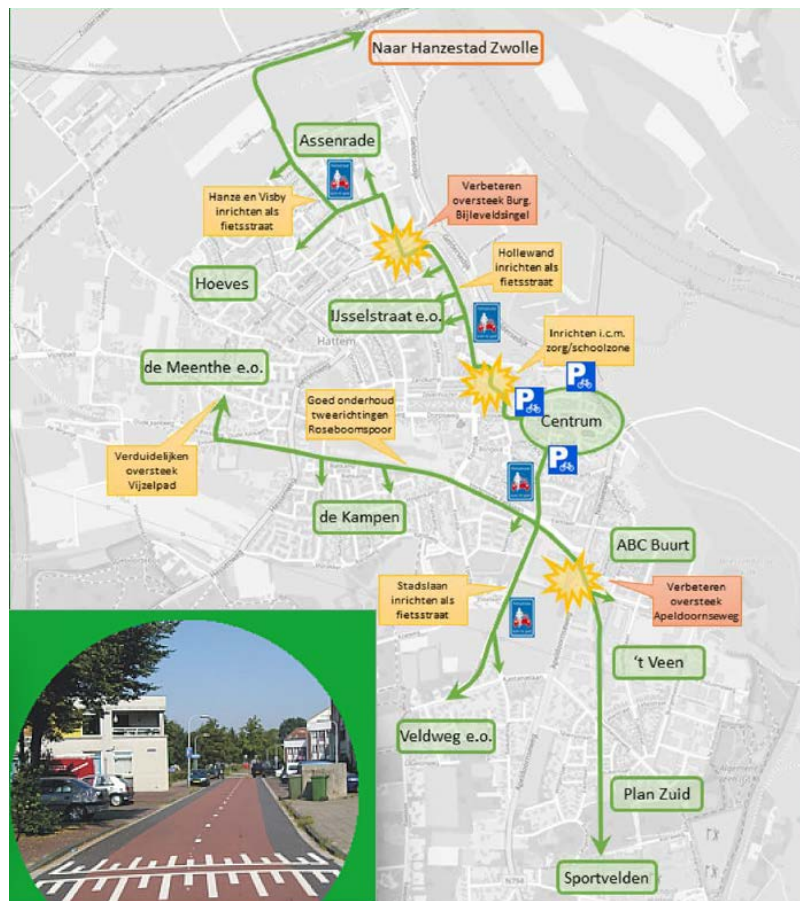 Naar Hanzestad Zwolle
Assenrade
Hanze en Visby
inrichten als
fietsstraat
Verbeteren
oversteek Burg.
Bijleveldsingel
Hollewand
inrichten als
fietsstraat
Hoeves
IJsselstraat e.o.
Hattem
Inrichten i.c.m.
zorg/schoolzone
de Meenthe e.o.
Goed onderhoud
tweerichtingen
Roseboomspoor
P
P
Centrum
P
Verduidelijken
oversteek
Vijzelpad
de Kampen
ABC Buurt
Stadslaan
inrichten als
fietsstraat
Verbeteren
oversteek
Apeldoornseweg
't Veen
Veldweg e.o.
Plan Zuid
Sportvelden
N794